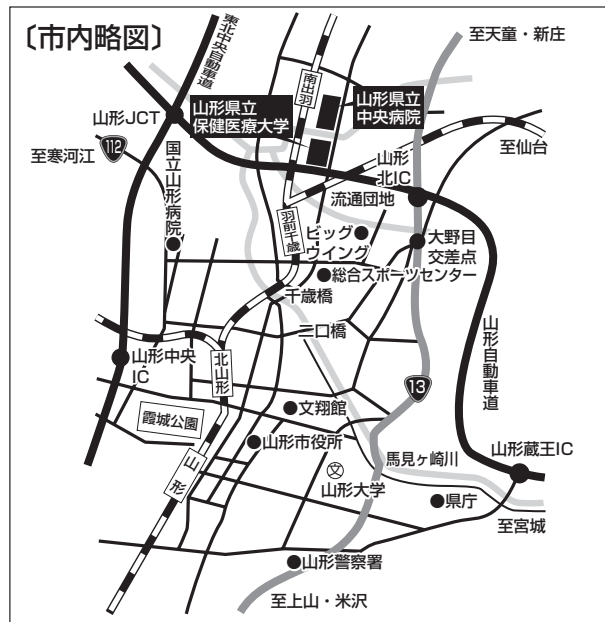 〔市内略図〕
東北中央自動車道
至天童・新庄
南出羽
山形JCT
山形県立
保健医療大学
山形県立
中央病院
112
至寒河江
国立山形病院
至仙台
山形
北IC
流通団地
羽前千歳
ビッグ
ウイング
大野目
交差点
総合スポーツセンター
千歳橋
二口橋
山形中央
IC
北山形
山形自動車道
13
霞城公園
文翔館
山形市役所
馬見ヶ崎川
山形蔵王IC
山形
文
山形大学
県庁
至宮城
山形警察署
至上山・米沢